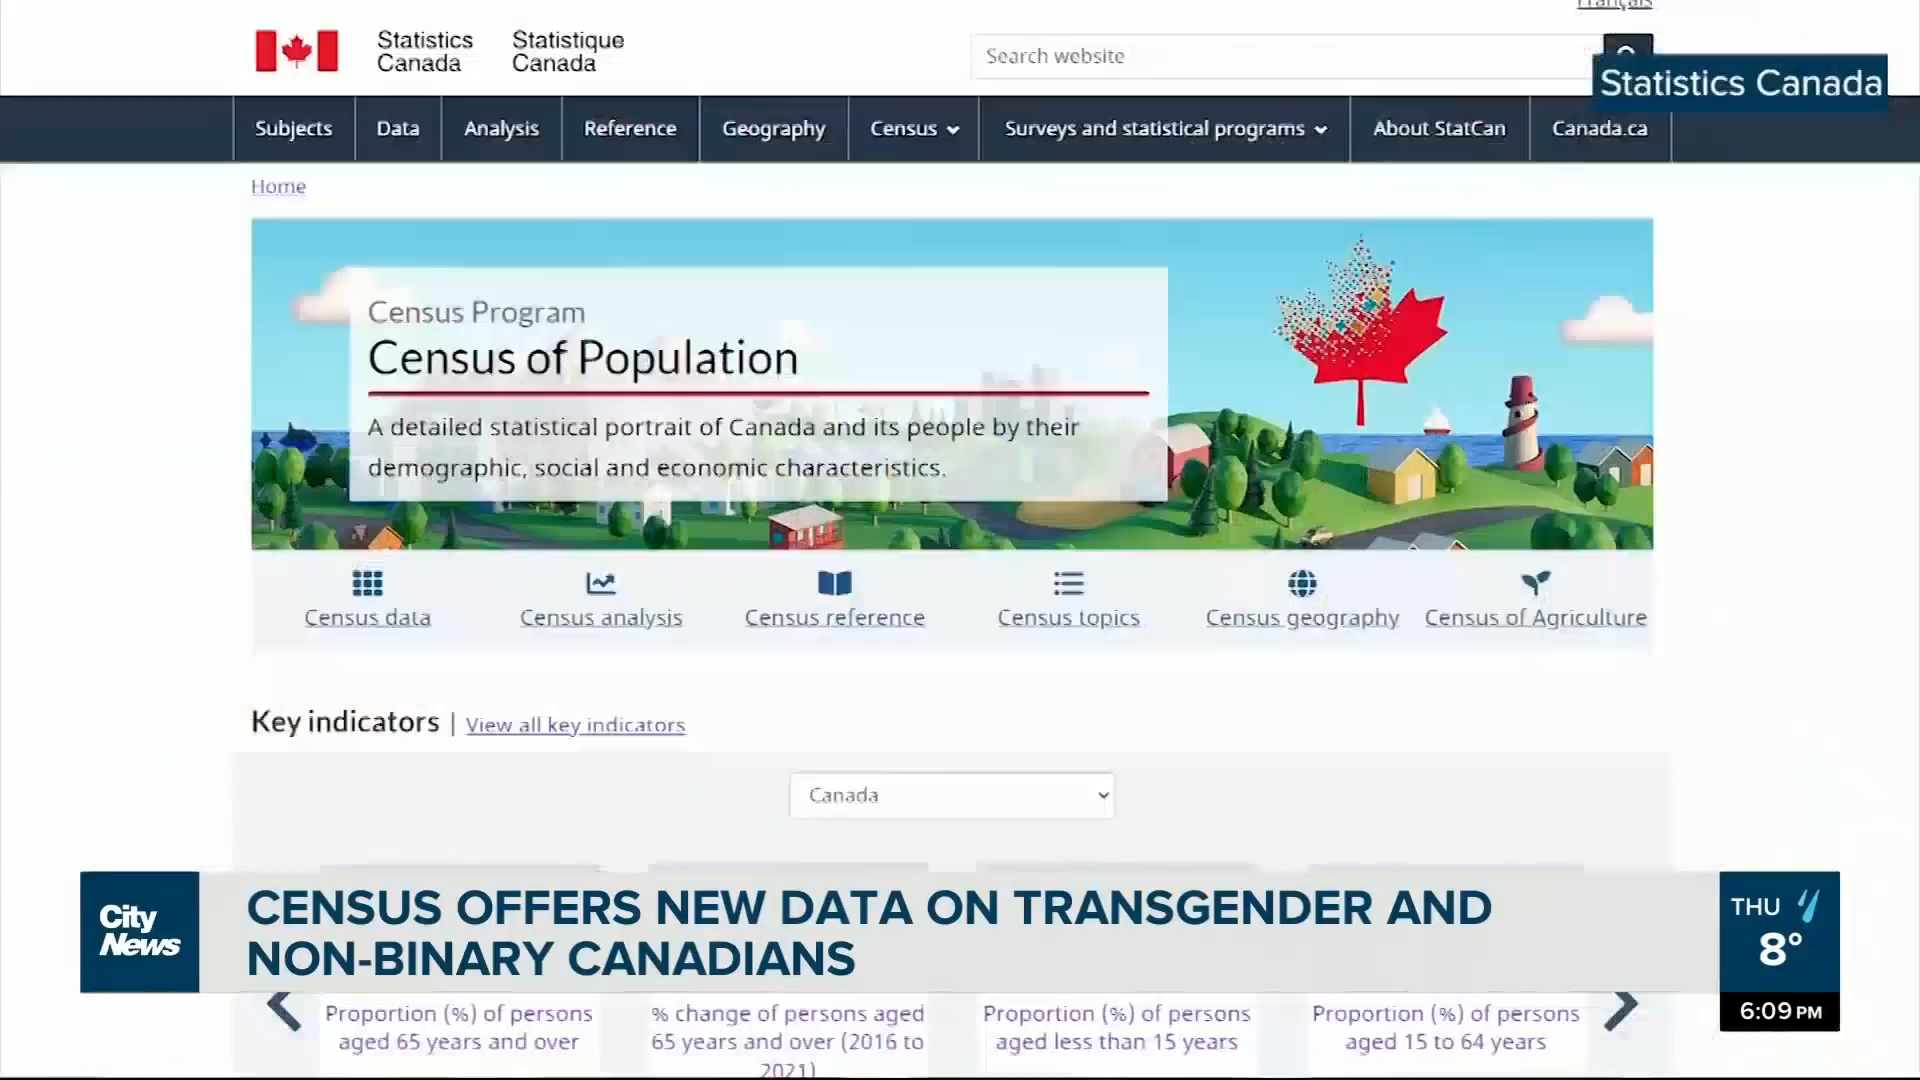 Français
Statistics Canada
Statistique Canada
Search website
Statistics Canada
Subjects
Data
Analysis
Reference
Geography
Census
Surveys and statistical programs
About StatCan
Canada.ca
Home
Census Program
Census of Population
A detailed statistical portrait of Canada and its people by their
demographic, social and economic characteristics.
Census data
Census analysis
Census reference
Census topics
Census geography
Census of Agriculture
Key indicators | View all key indicators
Canada
City
News
CENSUS OFFERS NEW DATA ON TRANSGENDER AND
NON-BINARY CANADIANS
THU
8°
6:09 PM
Proportion (%) of persons
aged 65 years and over
% change of persons aged
65 years and over (2016 to
2021)
Proportion (%) of persons
aged less than 15 years
Proportion (%) of persons
aged 15 to 64 years